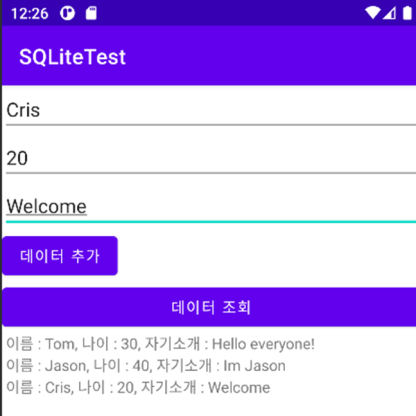 12:26
SQLiteTest
Cris
20
Welcome
데이터 추가
데이터 조회
이름 : Tom, 나이 : 30, 자기소개 : Hello everyone!
이름 : Jason, 나이 : 40, 자기소개 : Im Jason
이름 : Cris, 나이 : 20, 자기소개 : Welcome